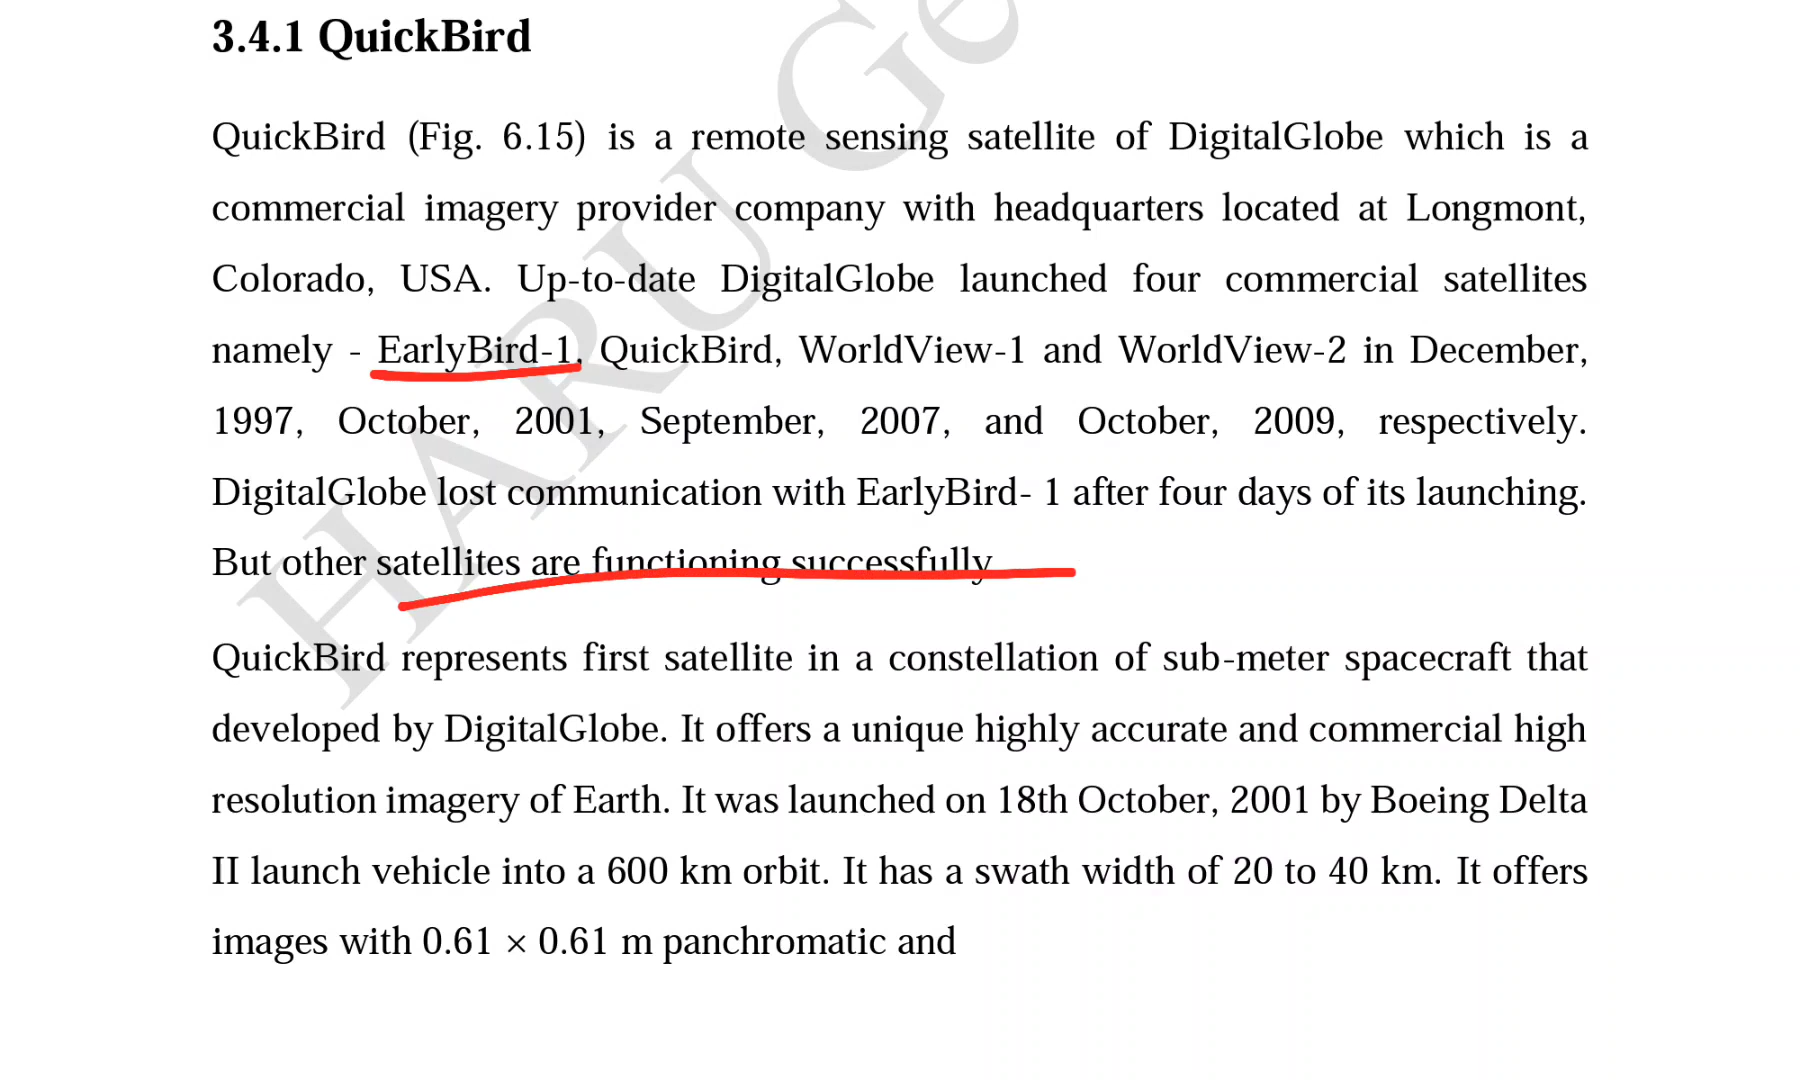 3.4.1 QuickBird
QuickBird (Fig. 6.15) is a remote sensing satellite of DigitalGlobe which is a
commercial imagery provider company with headquarters located at Longmont,
Colorado, USA. Up-to-date DigitalGlobe launched four commercial satellites
namely - EarlyBird-1, QuickBird, WorldView-1 and WorldView-2 in December,
1997, October, 2001, September, 2007, and October, 2009, respectively.
DigitalGlobe lost communication with EarlyBird- 1 after four days of its launching.
But other satellites are functioning successfully
QuickBird represents first satellite in a constellation of sub-meter spacecraft that
developed by DigitalGlobe. It offers a unique highly accurate and commercial high
resolution imagery of Earth. It was launched on 18th October, 2001 by Boeing Delta
II launch vehicle into a 600 km orbit. It has a swath width of 20 to 40 km. It offers
images with 0.61 × 0.61 m panchromatic and
HARU Ge